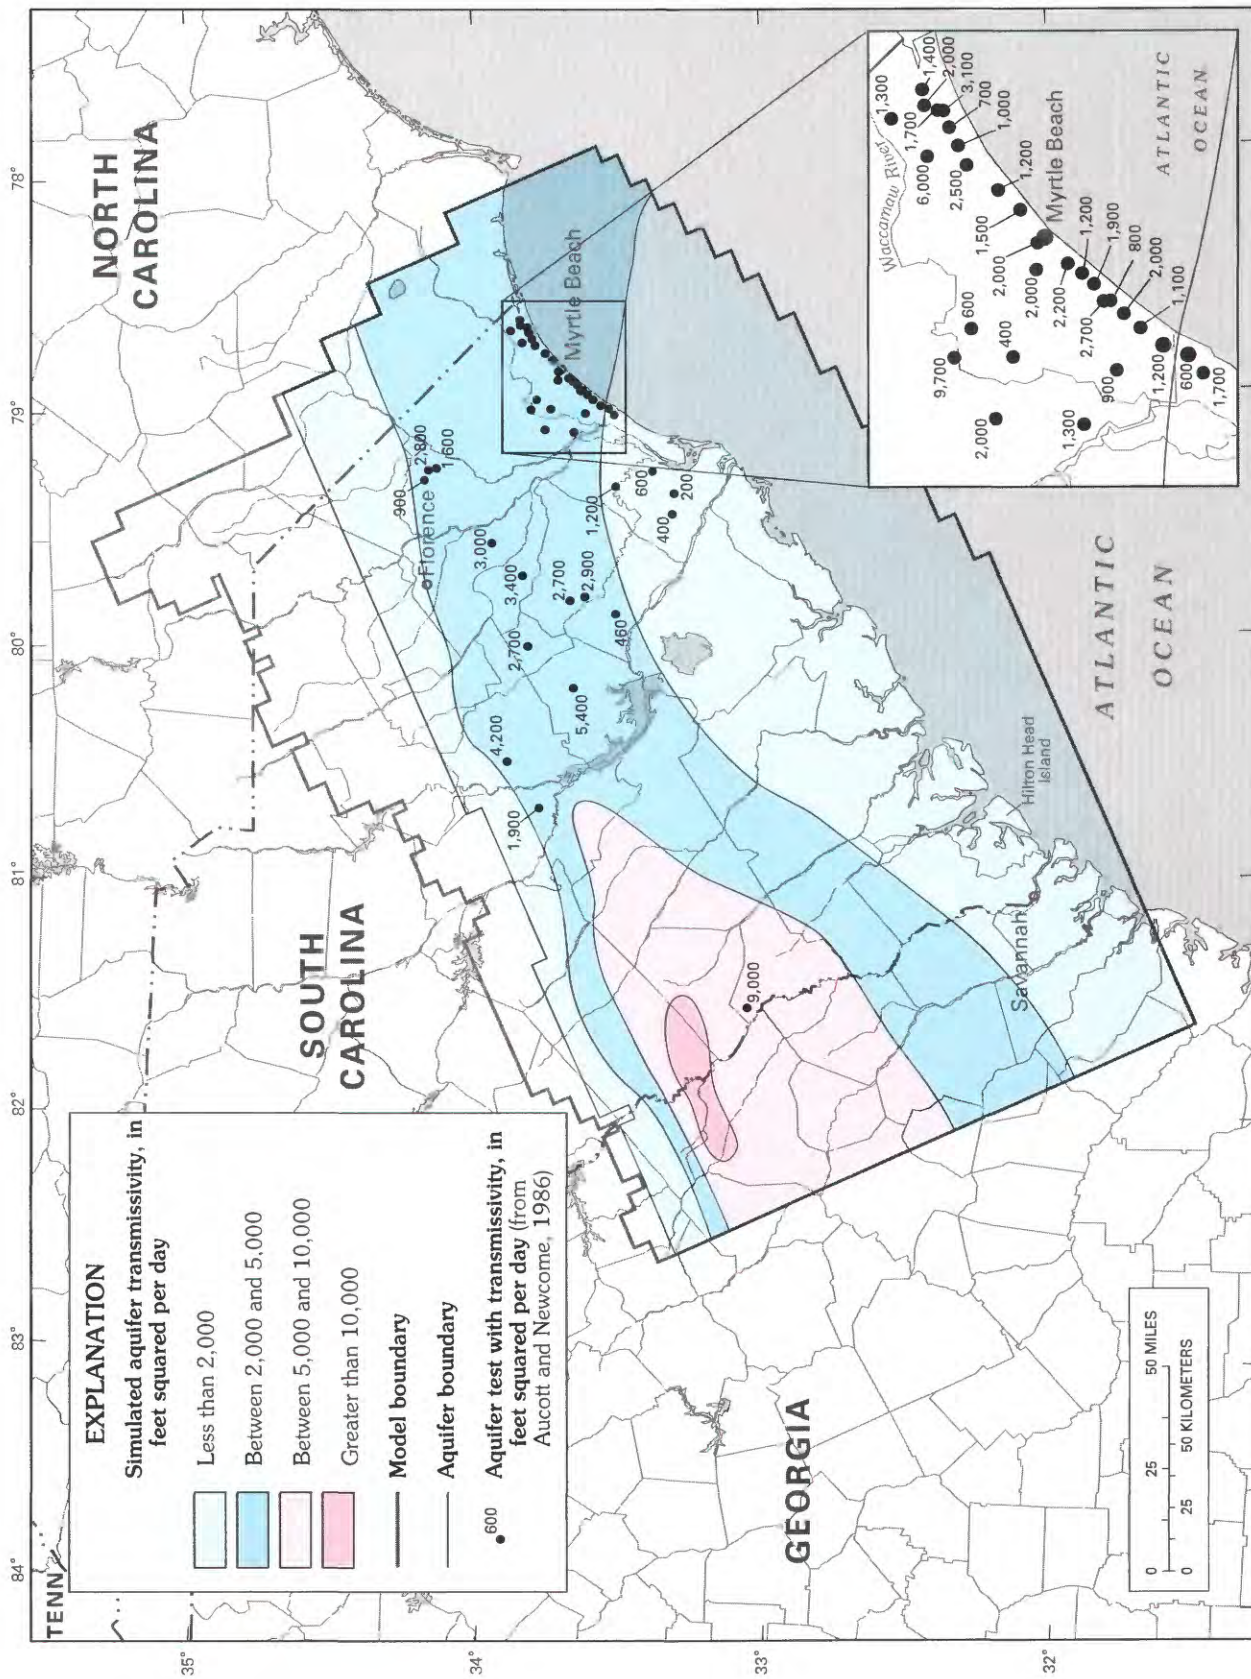 84°
83°
82°
81°
80°
79°
78°
35°
34°
33°
32°
TENN
NORTH
CAROLINA
SOUTH
CAROLINA
GEORGIA
EXPLANATION
Simulated aquifer transmissivity, in
feet squared per day
Less than 2,000
Between 2,000 and 5,000
Between 5,000 and 10,000
Greater than 10,000
Model boundary
Aquifer boundary
600
Aquifer test with transmissivity, in
feet squared per day (from
Aucott and Newcome, 1986)
Florence
900
2,800
1,600
3,000
3,400
2,700
2,700
2,900
5,400
4,200
1,900
460
1,200
600
200
400
9,000
Myrtle Beach
Savannah
Hilton Head
Island
ATLANTIC
OCEAN
0 25 50 MILES
0 25 50 KILOMETERS
Waccamaw River
1,300
1,400
2,000
1,700
3,100
700
1,000
6,000
2,500
1,200
1,500
Myrtle Beach
2,000
2,000
1,200
2,200
1,900
800
2,700
2,000
1,100
600
9,700
400
900
1,200
600
1,700
2,000
1,300
ATLANTIC
OCEAN